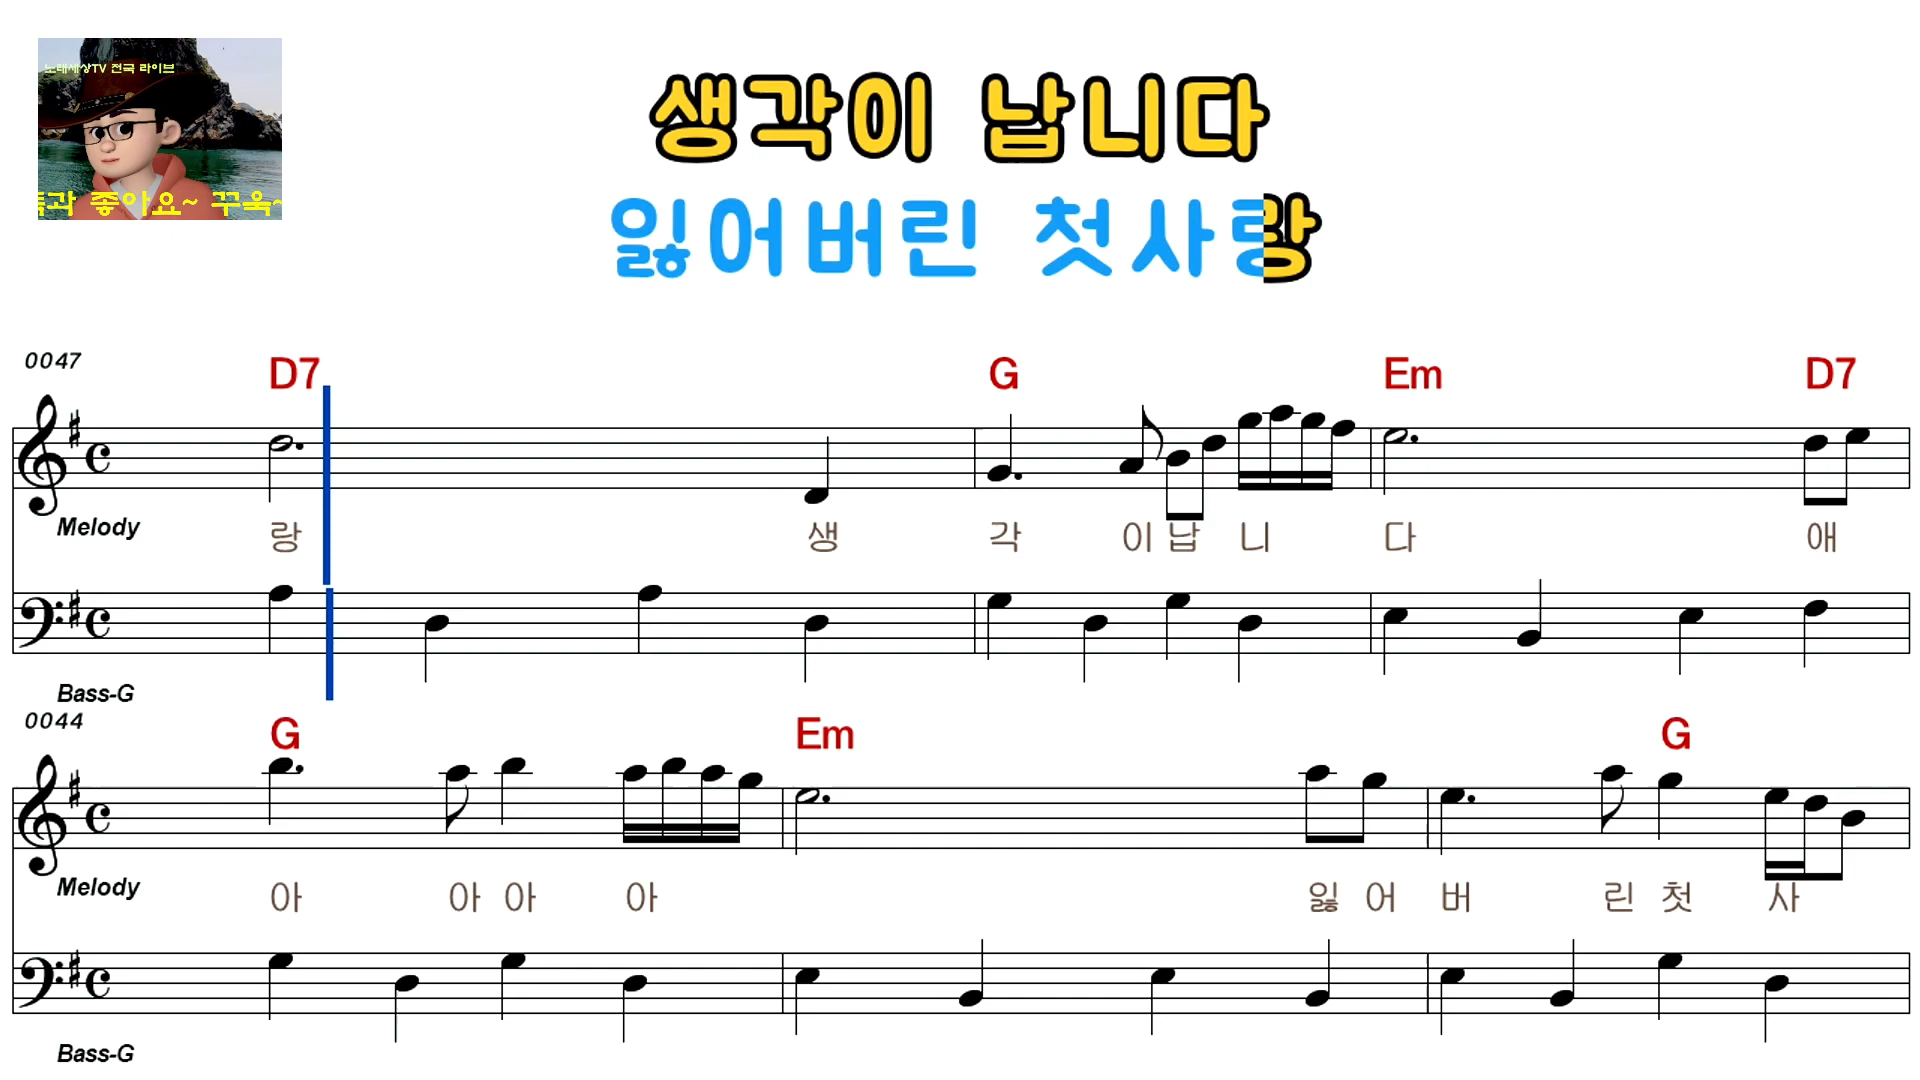 노래세상TV 전국 라이브
좋아요~ 꾸욱~
생각이 납니다
잃어버린 첫사랑
0047
D7 G Em D7
Melody
랑 생 각 이 납 니 다 애
Bass-G
0044
G Em G
Melody
아 아 아 아 잃 어 버 린 첫 사
Bass-G